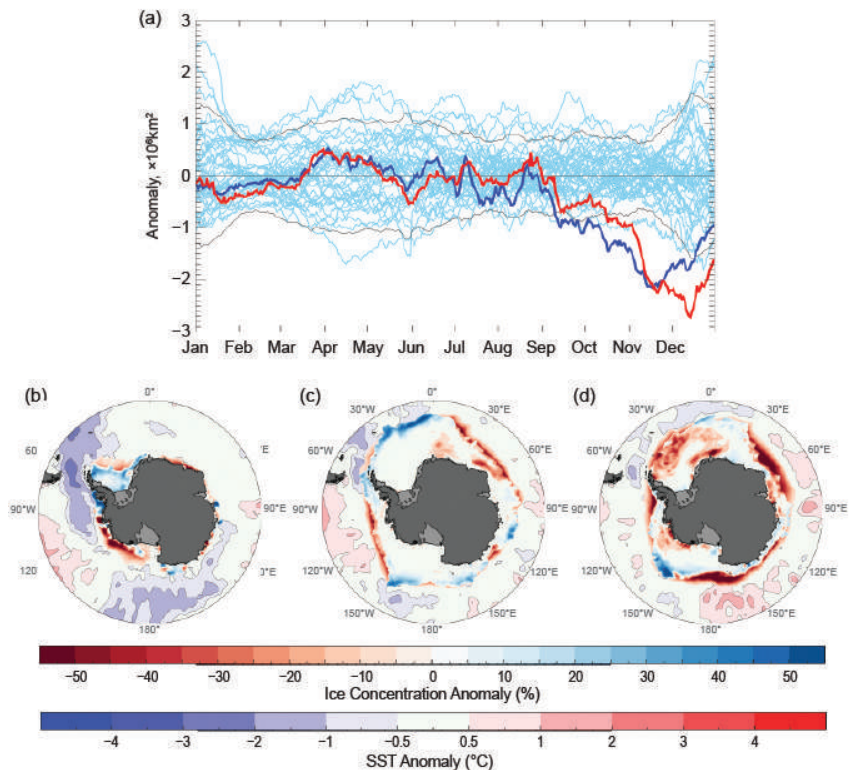 (a)
3
2
1
0
−1
−2
−3
Anomaly, ×10⁶km²
Jan Feb Mar Apr May Jun Jul Aug Sep Oct Nov Dec
(b) 0° (c) 0° (d) 0°
30°W 30°E 30°W 30°E
60 °E 60°W 60°E 60°W 60°E
90°W 90°E 90°W 90°E 90°W 90°E
120 0°E 120°W 120°E 120°W 120°E
150°W 150°E 150°W 150°E
180° 180° 180°
−50 −40 −30 −20 −10 0 10 20 30 40 50
Ice Concentration Anomaly (%)
−4 −3 −2 −1 −0.5 0.5 1 2 3 4
SST Anomaly (°C)